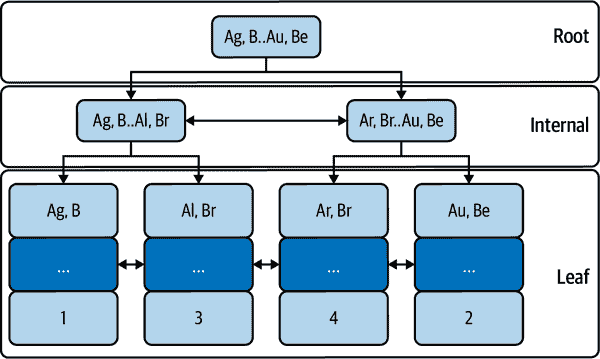 Ag, B..Au, Be
Root
Ag, B..Al, Br
Ar, Br..Au, Be
Internal
Ag, B
Al, Br
Ar, Br
Au, Be
...
...
...
...
Leaf
1
3
4
2